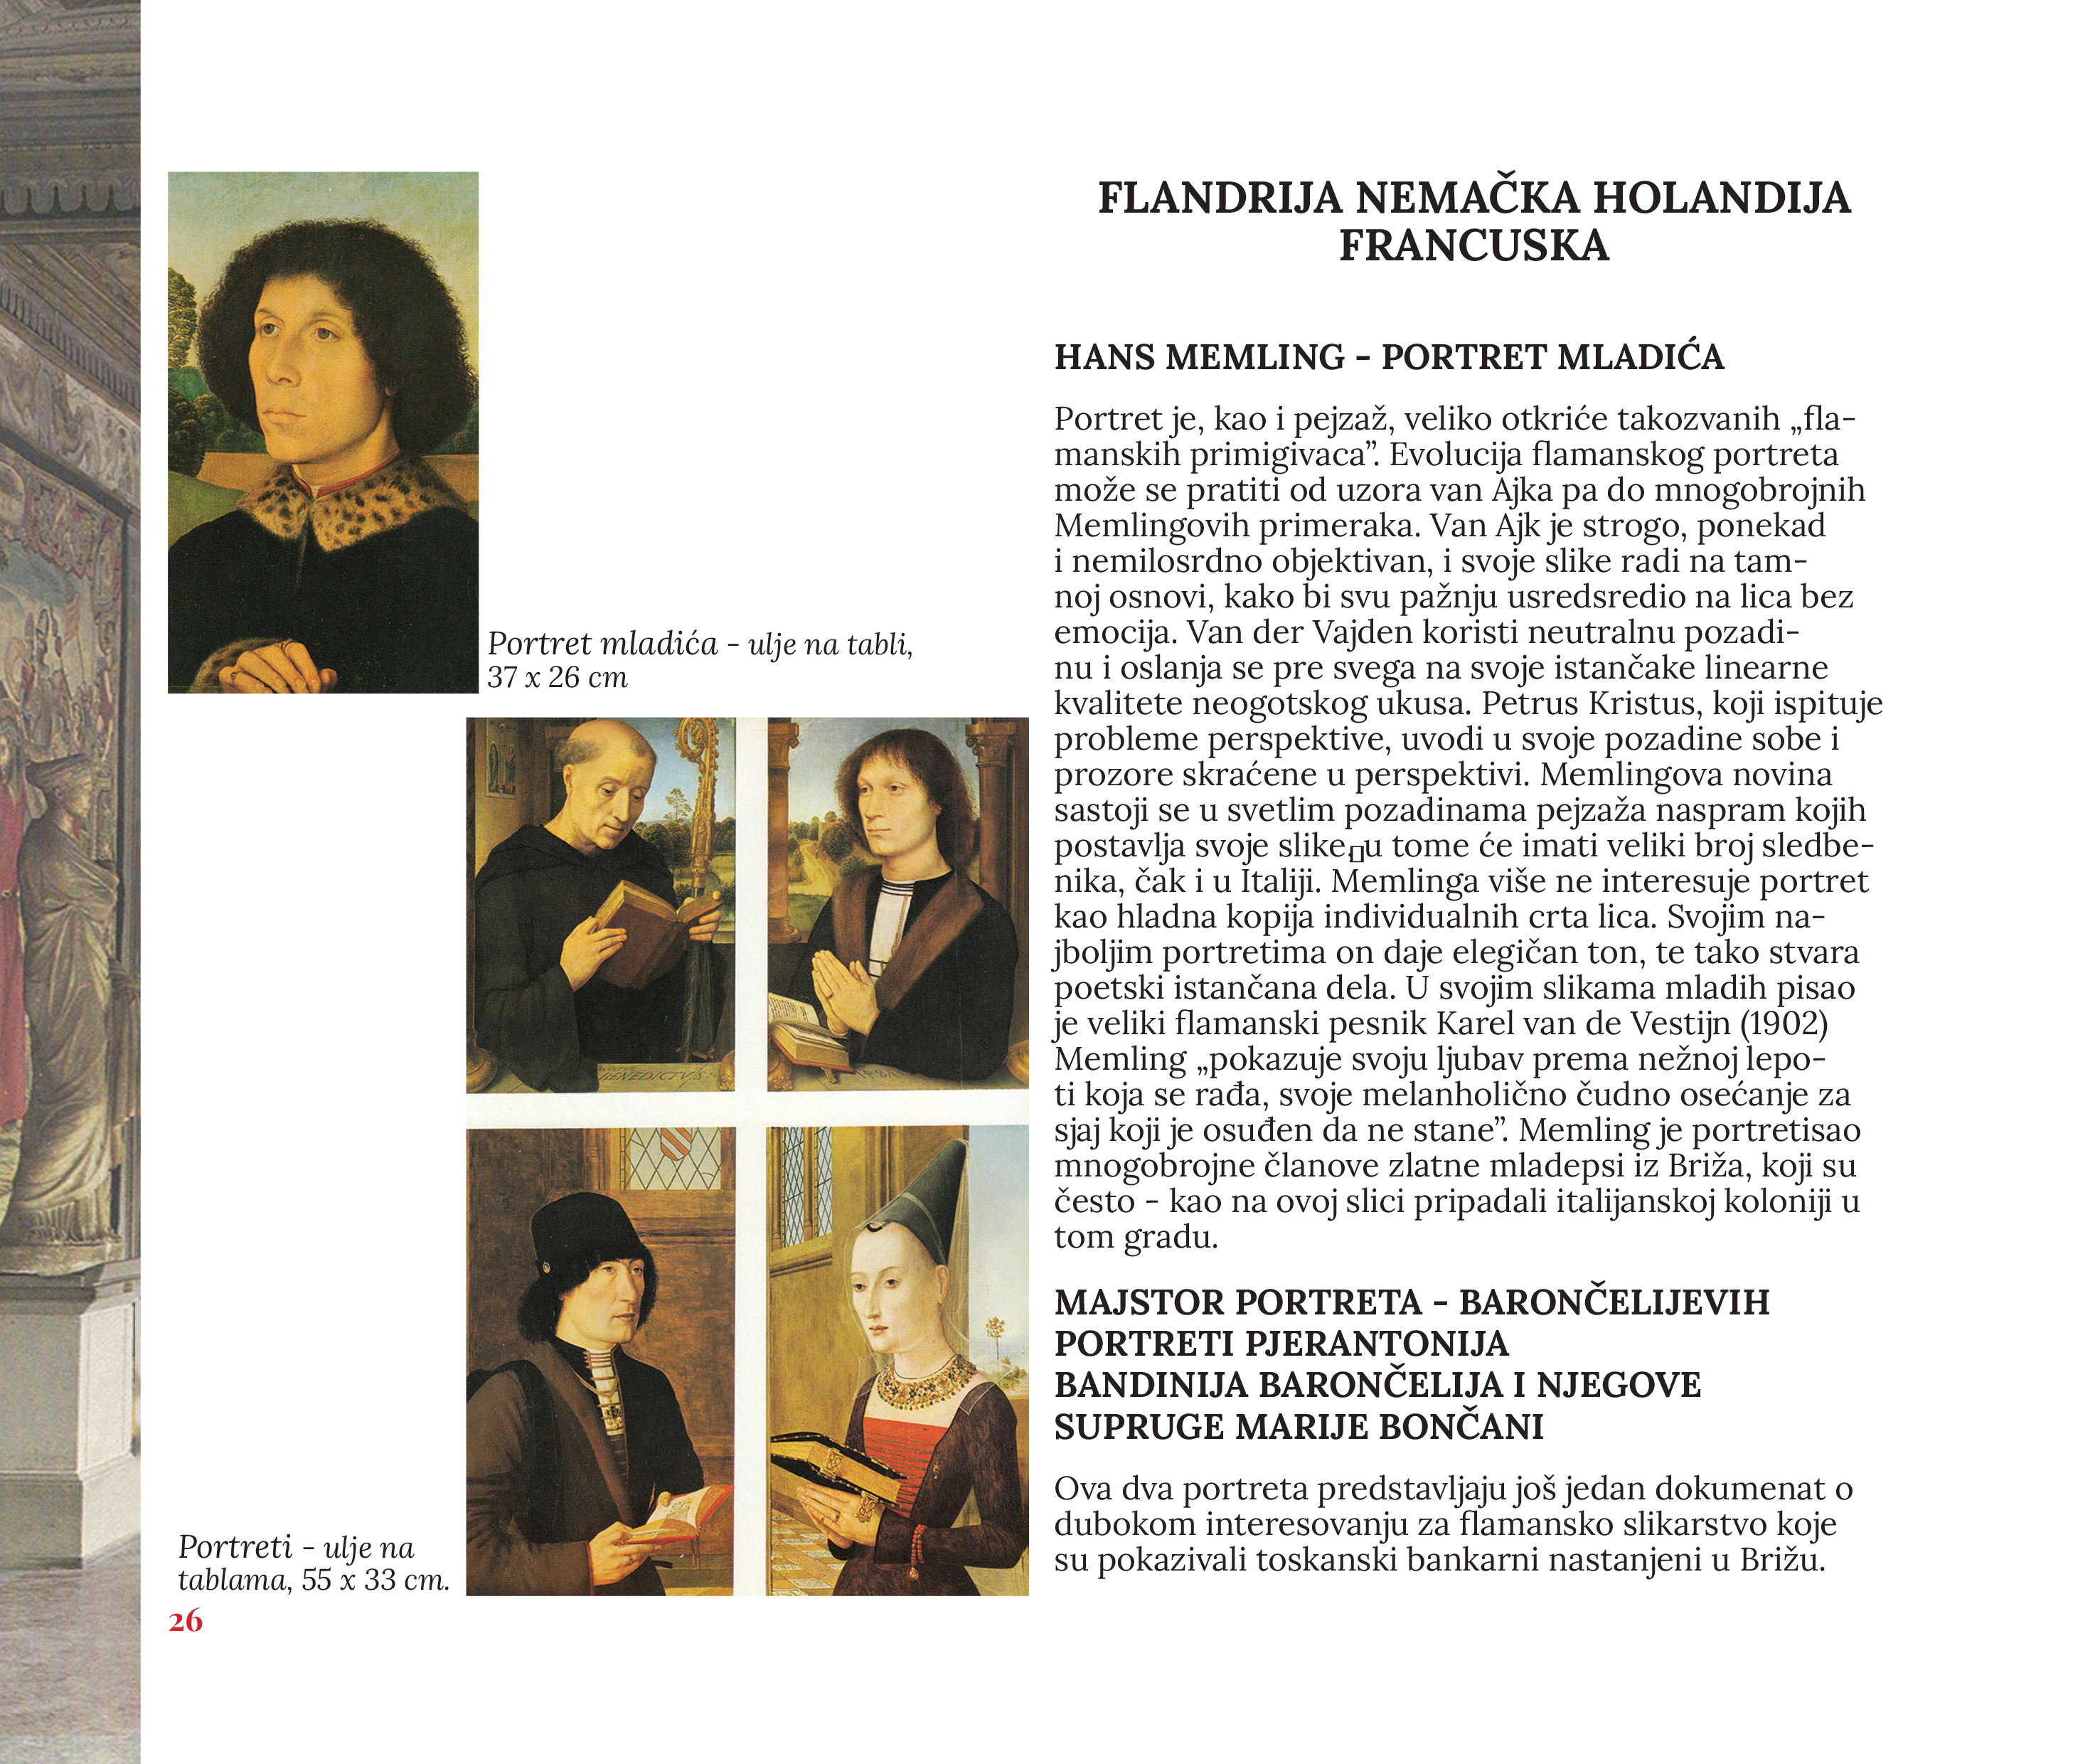 FLANDRIJA NEMAČKA HOLANDIJA
FRANCUSKA
HANS MEMLING - PORTRET MLADIĆA
Portret je, kao i pejzaž, veliko otkriće takozvanih „fla-
manskih primigivaca”. Evolucija flamanskog portreta
može se pratiti od uzora van Ajka pa do mnogobrojnih
Memlingovih primeraka. Van Ajk je strogo, ponekad
i nemilosrdno objektivan, i svoje slike radi na tam-
noj osnovi, kako bi svu pažnju usredsredio na lica bez
emocija. Van der Vajden koristi neutralnu pozadi-
nu i oslanja se pre svega na svoje istančake linearne
kvalitete neogotskog ukusa. Petrus Kristus, koji ispituje
probleme perspektive, uvodi u svoje pozadine sobe i
prozore skraćene u perspektivi. Memlingova novina
sastoji se u svetlim pozadinama pejzaža naspram kojih
postavlja svoje slike, u tome će imati veliki broj sledbe-
nika, čak i u Italiji. Memlinga više ne interesuje portret
kao hladna kopija individualnih crta lica. Svojim na-
jboljim portretima on daje elegičan ton, te tako stvara
poetski istančana dela. U svojim slikama mladih pisao
je veliki flamanski pesnik Karel van de Vestijn (1902)
Memling „pokazuje svoju ljubav prema nežnoj lepo-
ti koja se rađa, svoje melanholično čudno osećanje za
sjaj koji je osuđen da ne stane”. Memling je portretisao
mnogobrojne članove zlatne mladepsi iz Briža, koji su
često - kao na ovoj slici pripadali italijanskoj koloniji u
tom gradu.
MAJSTOR PORTRETA - BARONČELIJEVIH
PORTRETI PJERANTONIJA
BANDINIJA BARONČELIJA I NJEGOVE
SUPRUGE MARIJE BONČANI
Ova dva portreta predstavljaju još jedan dokumenat o
dubokom interesovanju za flamansko slikarstvo koje
su pokazivali toskanski bankarni nastanjeni u Brižu.
Portret mladića - ulje na tabli,
37 x 26 cm
BENEDICTVS
Portreti - ulje na
tablama, 55 x 33 cm.
26